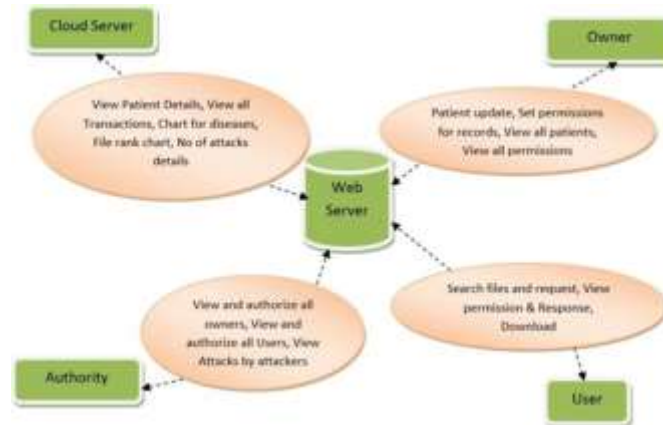 Cloud Server
Owner
View Patient Details, View all
Transactions, Chart for diseases,
File rank chart, No of attacks
details
Patient update, Set permissions
for records, View all patients,
View all permissions
Web
Server
View and authorize all
owners, View and
authorize all Users, View
Attacks by attackers
Search files and request, View
permission & Response,
Download
Authority
User